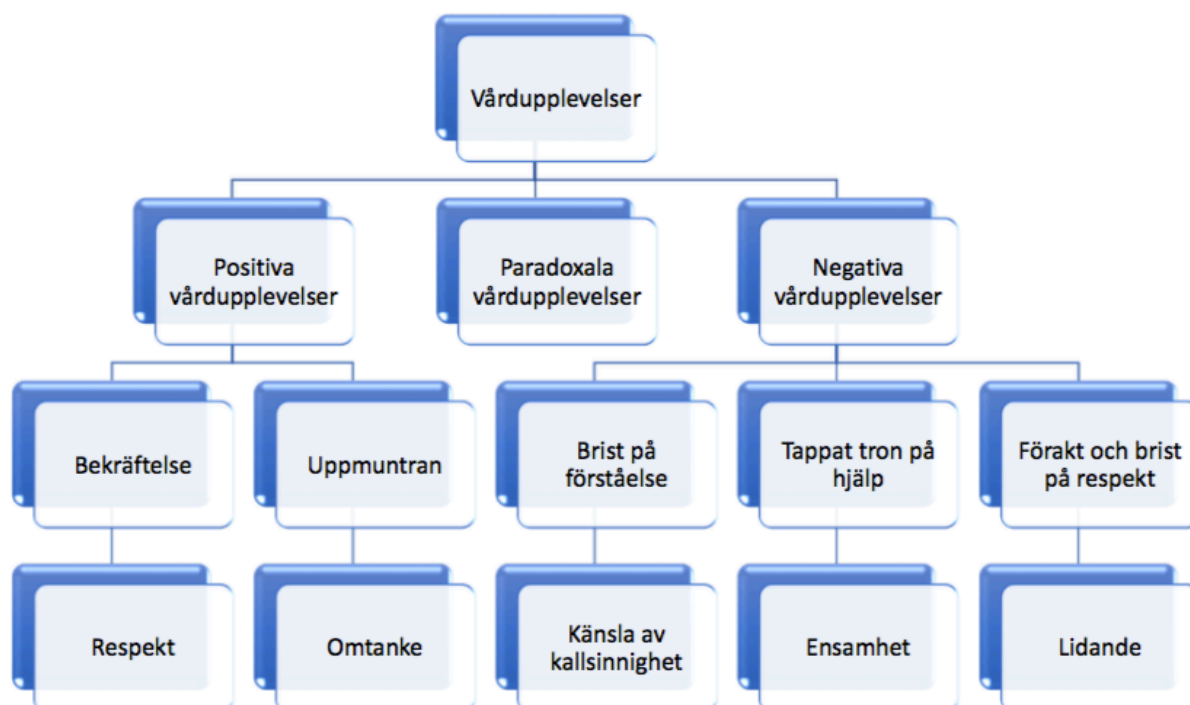 Vårdupplevelser
Positiva
vårdupplevelser
Paradoxala
vårdupplevelser
Negativa
vårdupplevelser
Bekräftelse
Uppmuntran
Brist på
förståelse
Tappat tron på
hjälp
Förakt och brist
på respekt
Respekt
Omtanke
Känsla av
kallsinnighet
Ensamhet
Lidande